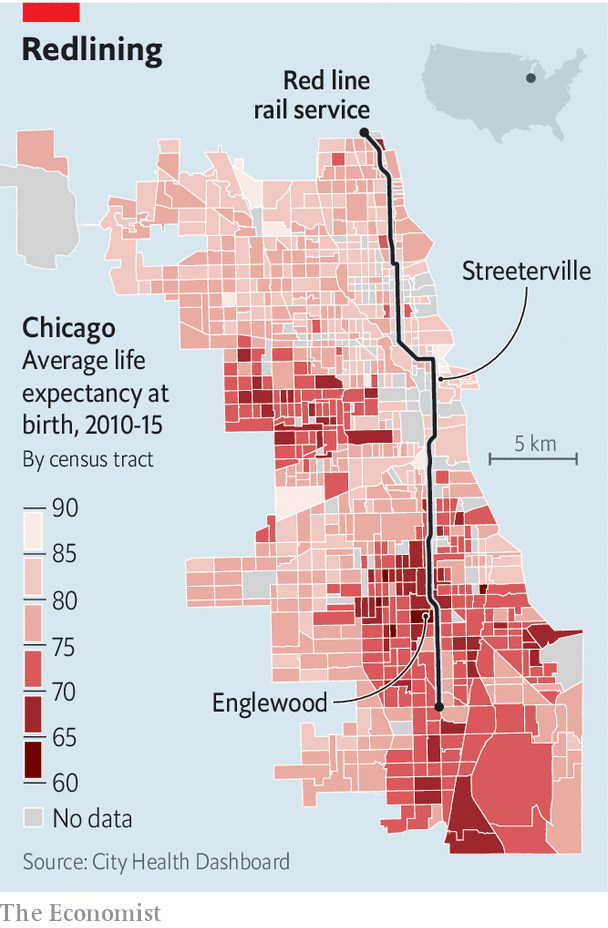 Redlining
Red line
rail service
Streeterville
Chicago
Average life
expectancy at
birth, 2010-15
By census tract
5 km
90
85
80
75
70
65
60
No data
Englewood
Source: City Health Dashboard
The Economist